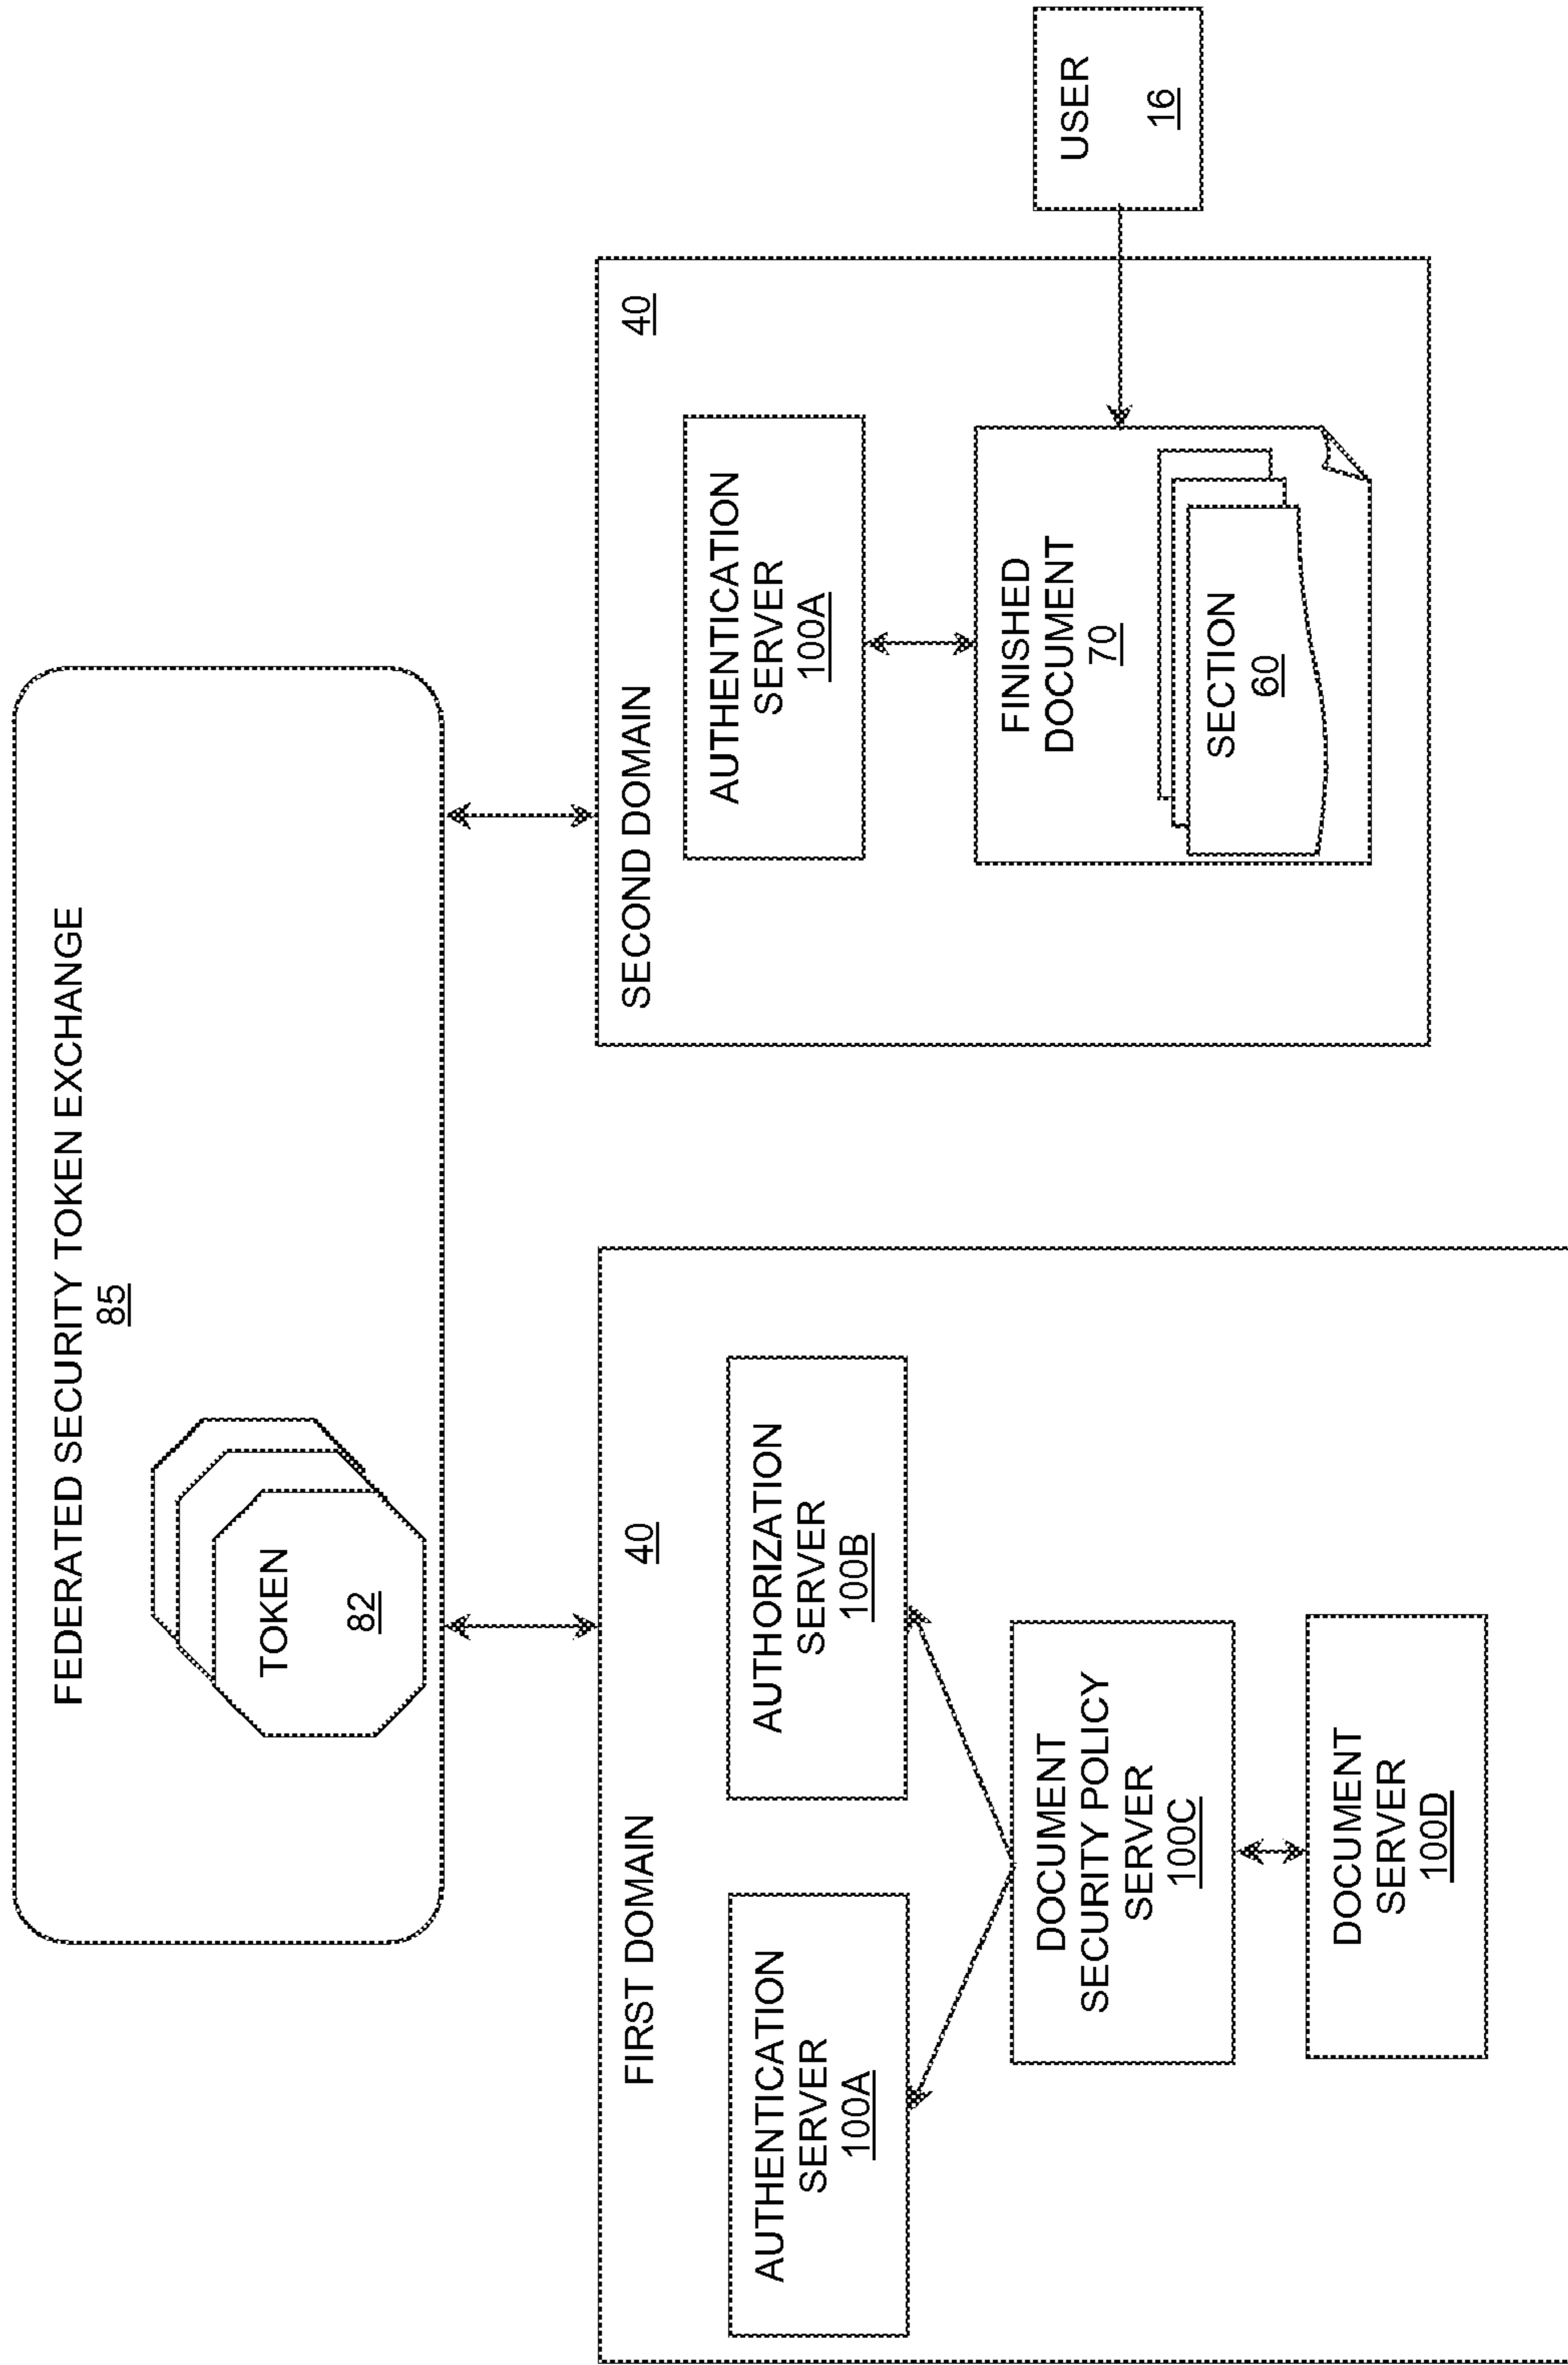 FEDERATED SECURITY TOKEN EXCHANGE
85
TOKEN
82
FIRST DOMAIN
40
AUTHENTICATION
SERVER
100A
AUTHORIZATION
SERVER
100B
DOCUMENT
SECURITY POLICY
SERVER
100C
DOCUMENT
SERVER
100D
SECOND DOMAIN
40
AUTHENTICATION
SERVER
100A
FINISHED
DOCUMENT
70
SECTION
60
USER
16